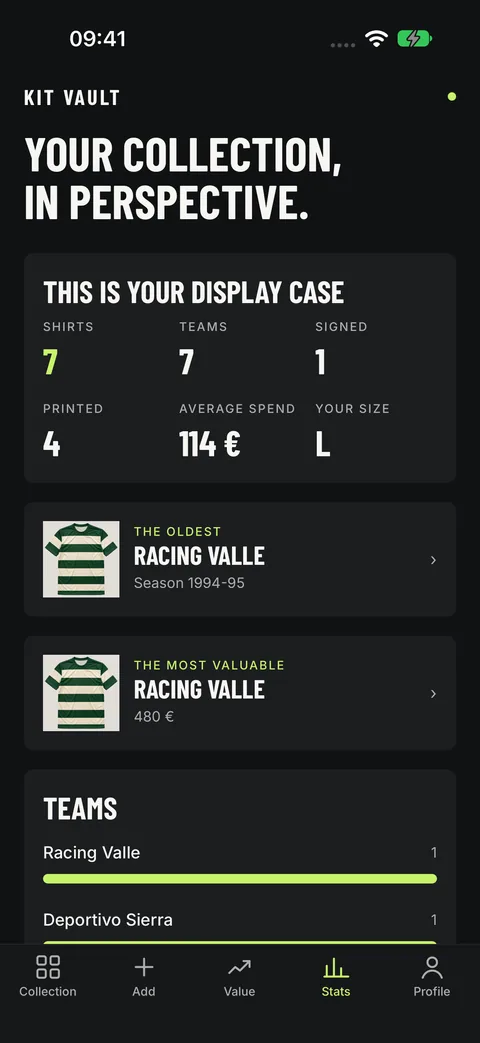 09:41
KIT VAULT
YOUR COLLECTION,
IN PERSPECTIVE.
THIS IS YOUR DISPLAY CASE
SHIRTS TEAMS SIGNED
7 7 1
PRINTED AVERAGE SPEND YOUR SIZE
4 114 € L
THE OLDEST
RACING VALLE
Season 1994-95
THE MOST VALUABLE
RACING VALLE
480 €
TEAMS
Racing Valle 1
Deportivo Sierra 1
Collection Add Value Stats Profile